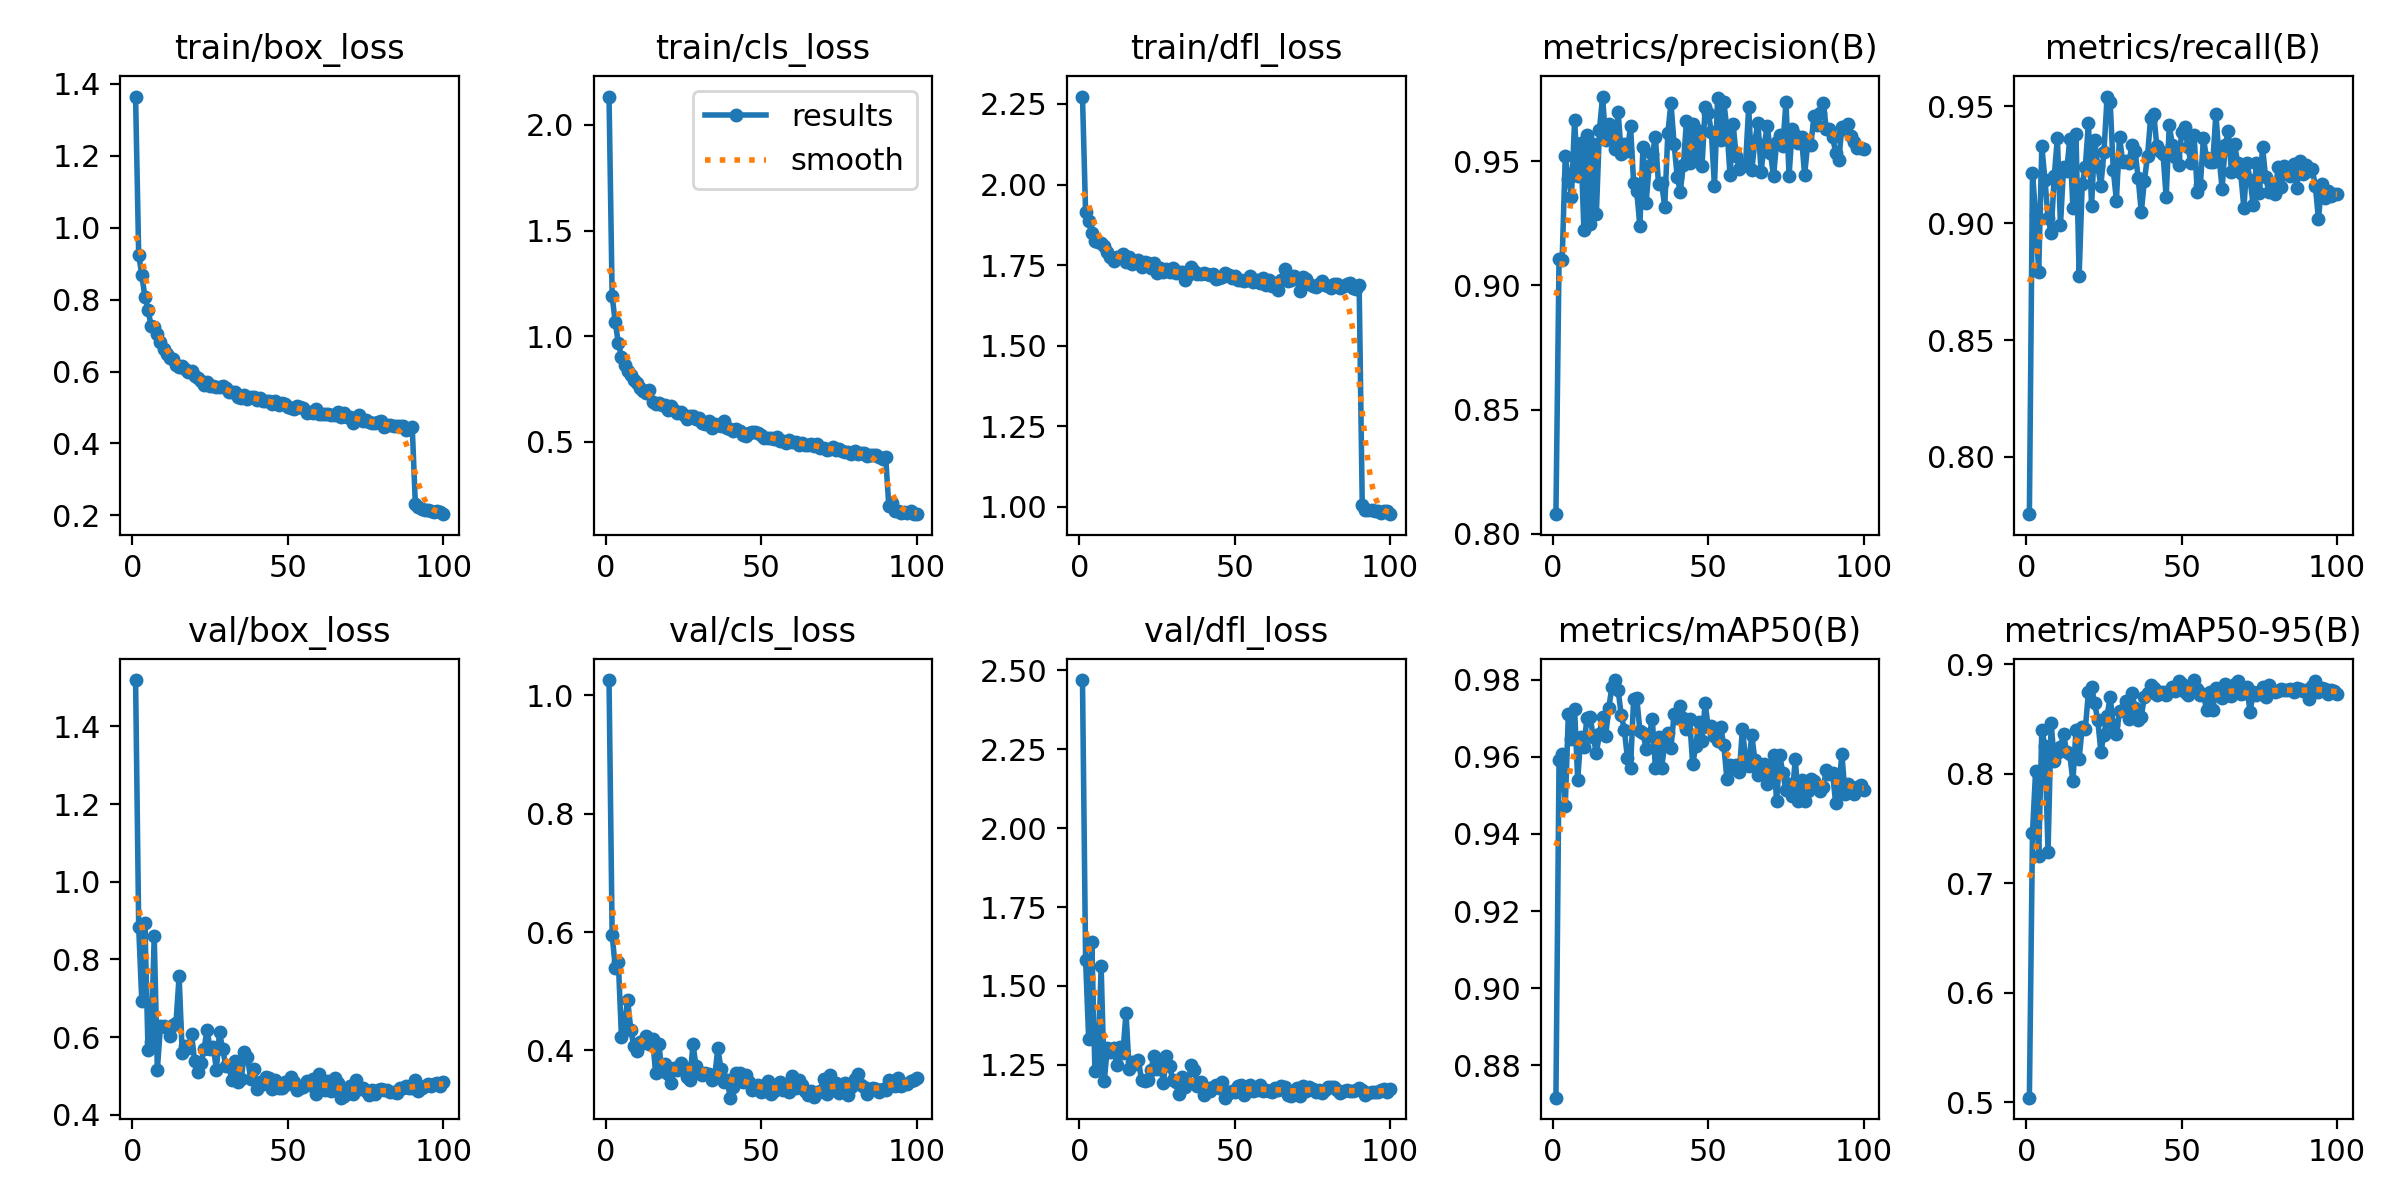 train/box_loss
1.4
1.2
1.0
0.8
0.6
0.4
0.2
0 50 100
train/cls_loss
results
smooth
2.0
1.5
1.0
0.5
0 50 100
train/dfl_loss
2.25
2.00
1.75
1.50
1.25
1.00
0 50 100
metrics/precision(B)
0.95
0.90
0.85
0.80
0 50 100
metrics/recall(B)
0.95
0.90
0.85
0.80
0 50 100
val/box_loss
1.4
1.2
1.0
0.8
0.6
0.4
0 50 100
val/cls_loss
1.0
0.8
0.6
0.4
0 50 100
val/dfl_loss
2.50
2.25
2.00
1.75
1.50
1.25
0 50 100
metrics/mAP50(B)
0.98
0.96
0.94
0.92
0.90
0.88
0 50 100
metrics/mAP50-95(B)
0.9
0.8
0.7
0.6
0.5
0 50 100